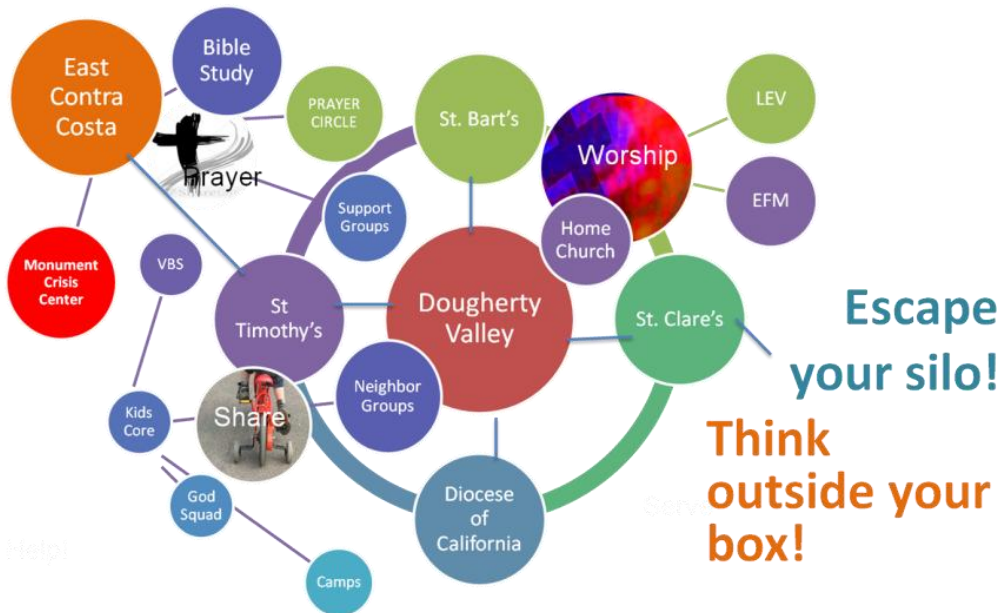 East
Contra
Costa
Bible
Study
PRAYER
CIRCLE
Prayer
St. Bart's
Worship
LEV
EFM
Support
Groups
Home
Church
Monument
Crisis
Center
VBS
St
Timothy's
Dougherty
Valley
St. Clare's
Escape
your silo!
Think
outside your
box!
Kids
Core
Share
Neighbor
Groups
God
Squad
Diocese
of
California
Camps
Help!